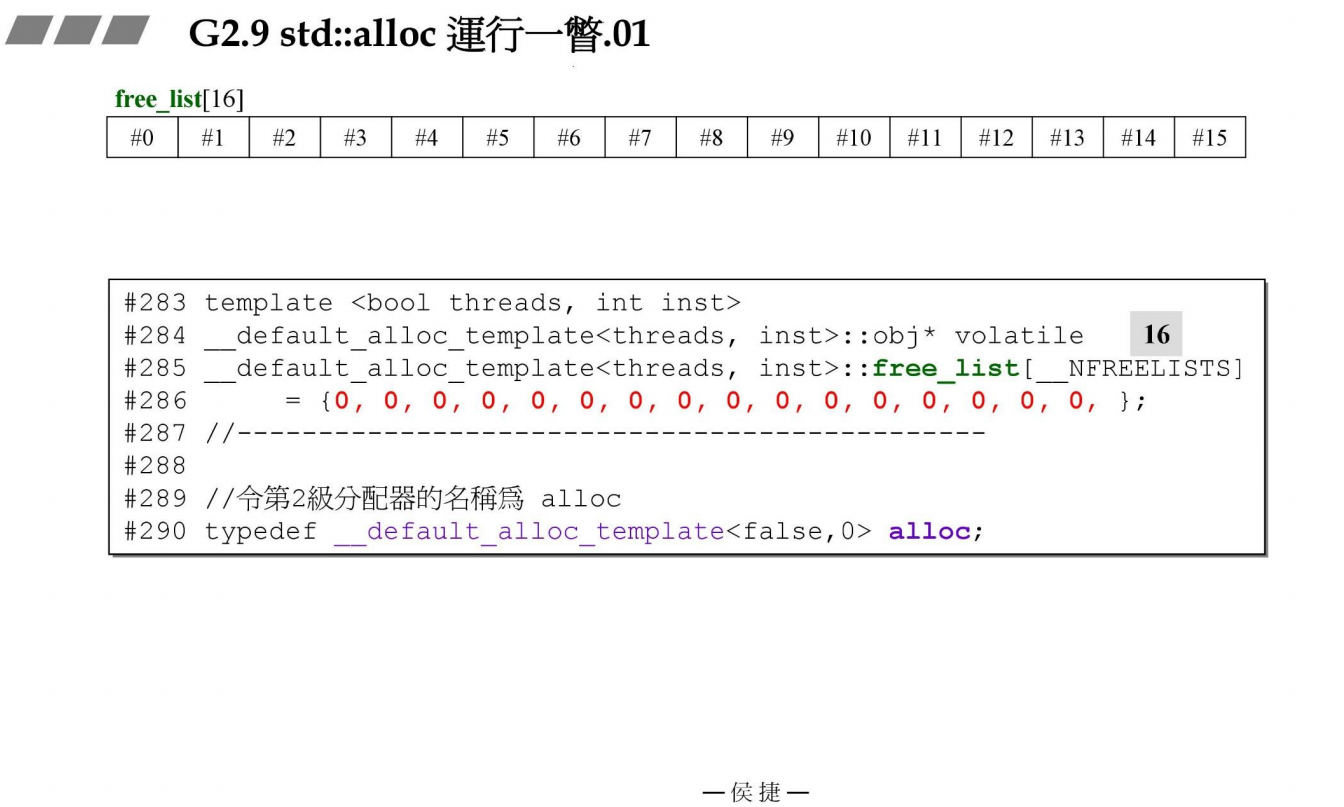 G2.9 std::alloc 運行一瞥.01
free_list[16]
#0 #1 #2 #3 #4 #5 #6 #7 #8 #9 #10 #11 #12 #13 #14 #15
#283 template <bool threads, int inst>
#284 __default_alloc_template<threads, inst>::obj* volatile 16
#285 __default_alloc_template<threads, inst>::free_list[__NFREELISTS]
#286 = {0, 0, 0, 0, 0, 0, 0, 0, 0, 0, 0, 0, 0, 0, 0, 0, };
#287 //----------------------------------------------
#288
#289 //令第2級分配器的名稱爲 alloc
#290 typedef __default_alloc_template<false,0> alloc;
— 侯捷 —